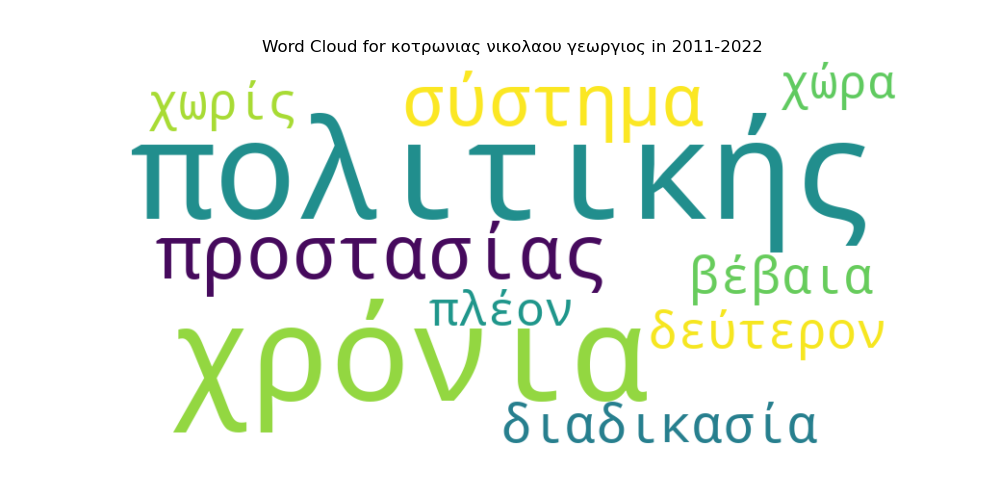 Word Cloud for κοτρωνιας νικολαου γεωργιος in 2011-2022
χωρίς σύστημα χώρα
πολιτικής
προστασίας
βέβαια
πλέον
δεύτερον
χρόνια
διαδικασία